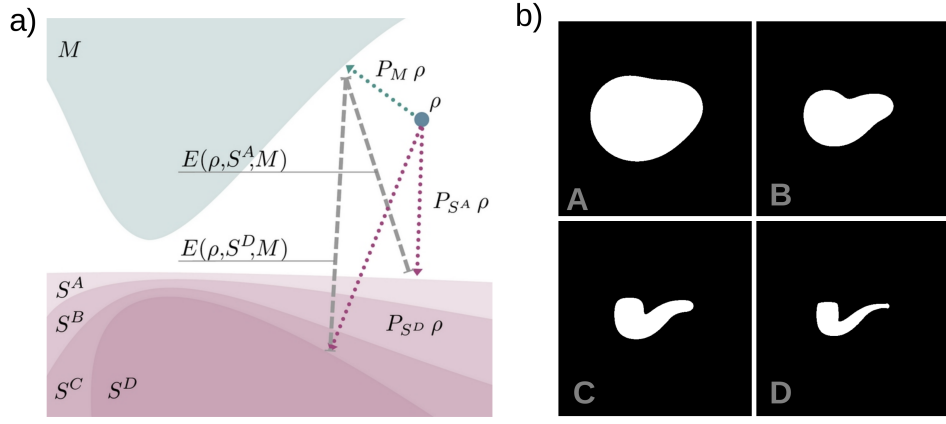 a)
M
P_M ρ
ρ
E(ρ,S^A,M)
P_{S^A} ρ
E(ρ,S^D,M)
S^A
S^B
P_{S^D} ρ
S^C S^D
b)
A
B
C
D